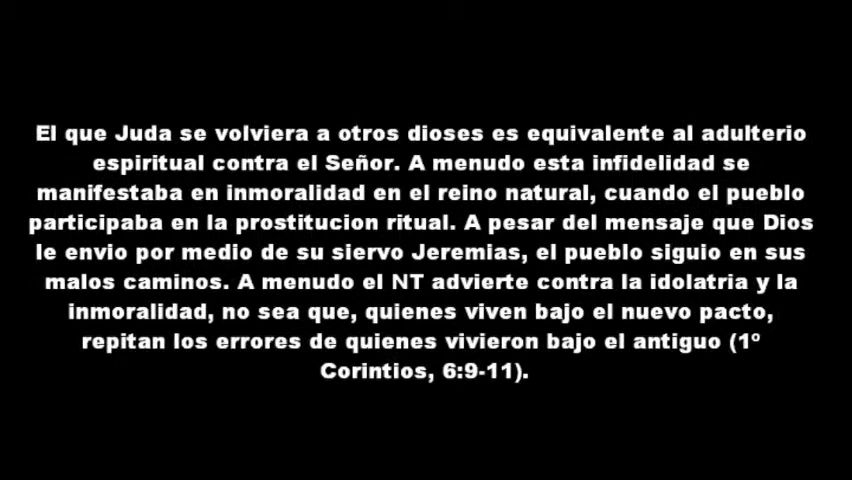 El que Juda se volviera a otros dioses es equivalente al adulterio
espiritual contra el Señor. A menudo esta infidelidad se
manifestaba en inmoralidad en el reino natural, cuando el pueblo
participaba en la prostitucion ritual. A pesar del mensaje que Dios
le envio por medio de su siervo Jeremias, el pueblo siguio en sus
malos caminos. A menudo el NT advierte contra la idolatria y la
inmoralidad, no sea que, quienes viven bajo el nuevo pacto,
repitan los errores de quienes vivieron bajo el antiguo (1º
Corintios, 6:9-11).